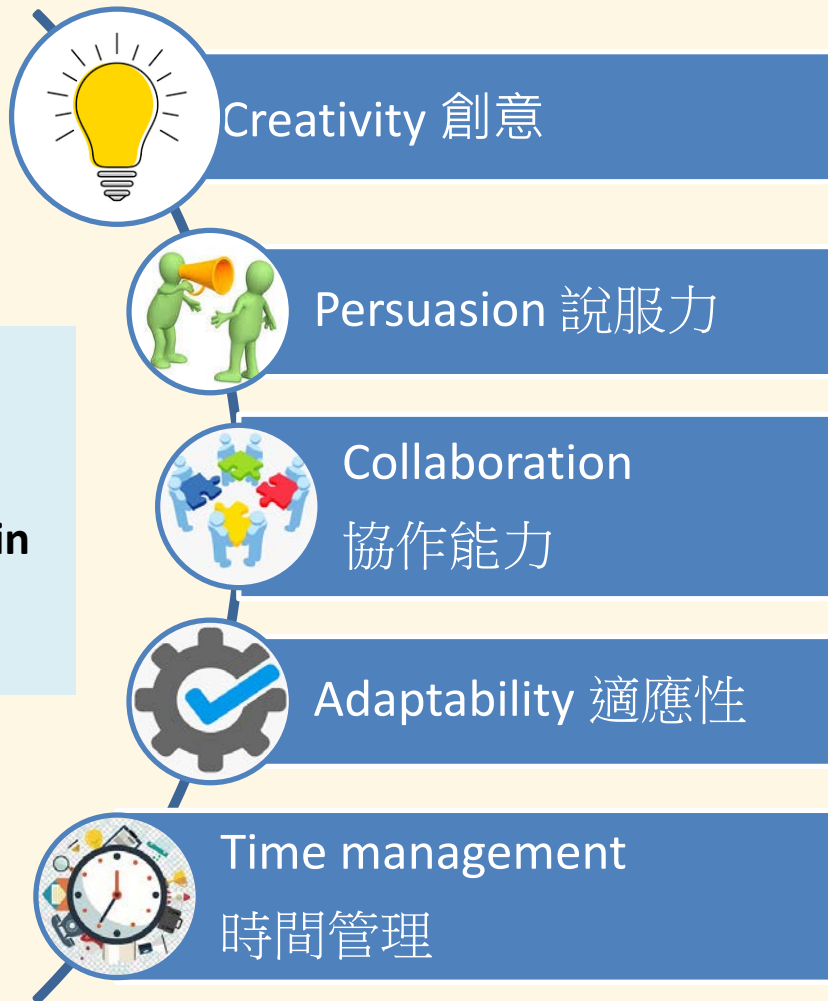 Creativity 創意
Persuasion 說服力
in
Collaboration
協作能力
Adaptability 適應性
Time management
時間管理